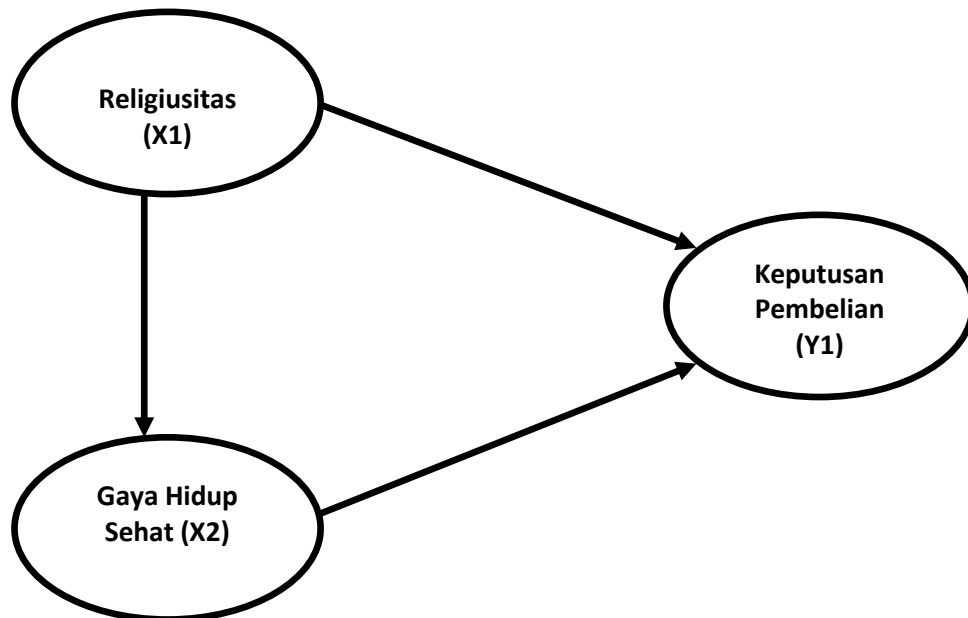 Religiusitas
(X1)
Keputusan
Pembelian
(Y1)
Gaya Hidup
Sehat (X2)